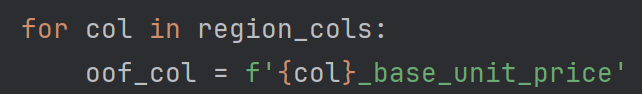 for col in region_cols:
    oof_col = f'{col}_base_unit_price'